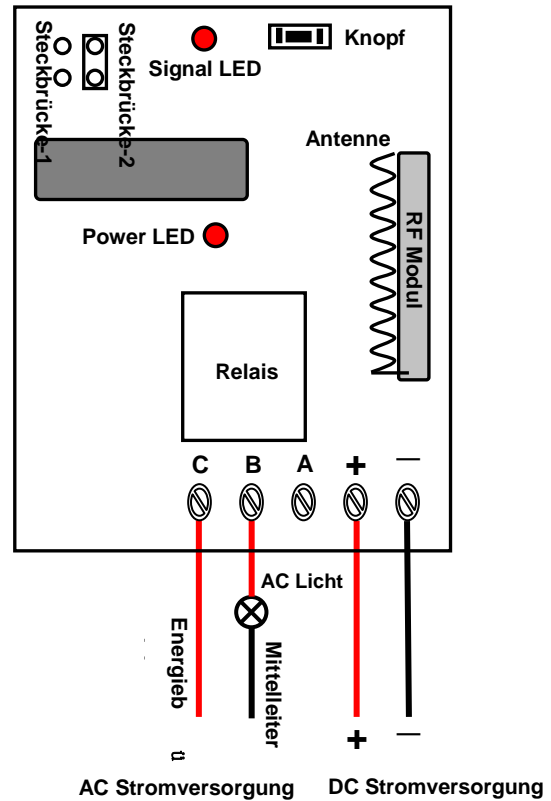 Steckbrücke-1
Steckbrücke-2
Signal LED
Knopf
Antenne
RF Modul
Power LED
Relais
C B A + —
AC Licht
Energieb
ü
Mittelleiter
+ —
AC Stromversorgung
DC Stromversorgung